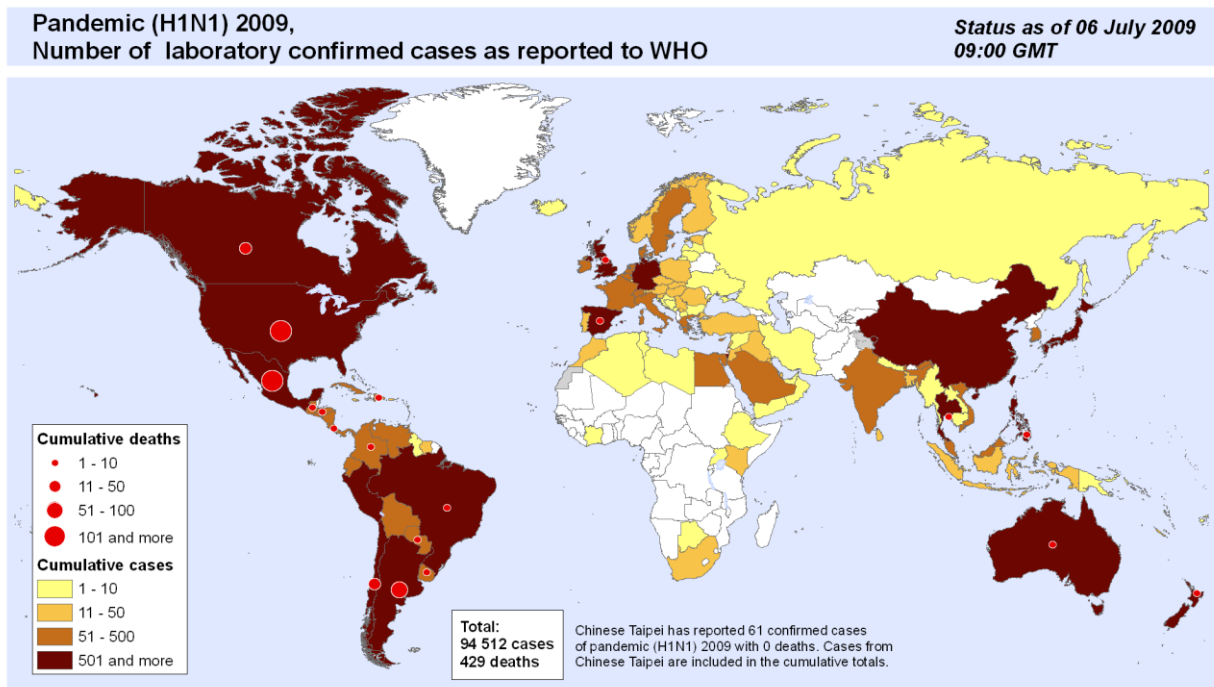 Pandemic (H1N1) 2009,
Number of laboratory confirmed cases as reported to WHO
Status as of 06 July 2009
09:00 GMT
Cumulative deaths
1 - 10
11 - 50
51 - 100
101 and more
Cumulative cases
1 - 10
11 - 50
51 - 500
501 and more
Total:
94 512 cases
429 deaths
Chinese Taipei has reported 61 confirmed cases
of pandemic (H1N1) 2009 with 0 deaths. Cases from
Chinese Taipei are included in the cumulative totals.